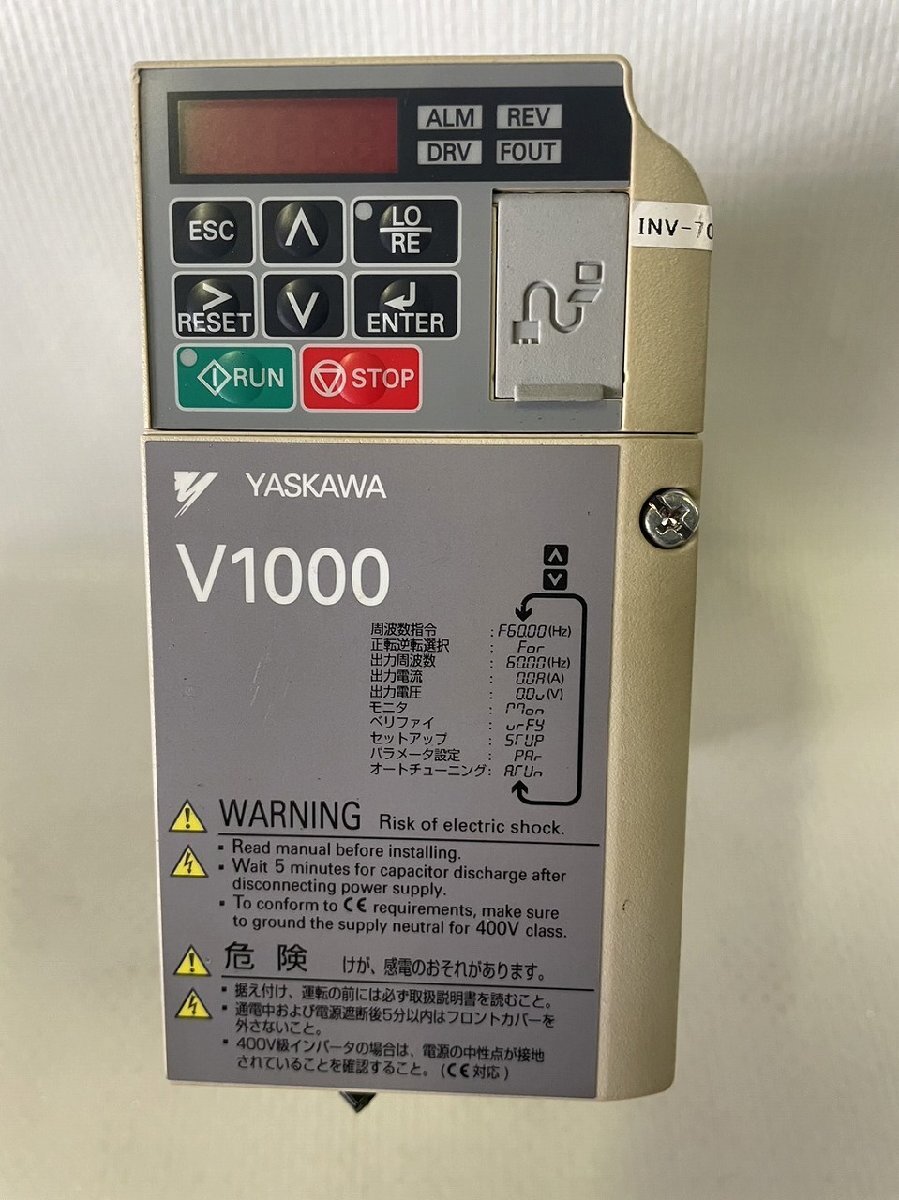 ALM REV
DRV FOUT
ESC
LO
RE
INV-70
RESET
ENTER
RUN
STOP
YASKAWA
V1000
周波数指令 : F60.00(Hz)
正転逆転選択 : For
出力周波数 : 60.00(Hz)
出力電流 : 0.0A(A)
出力電圧 : 0.0v(V)
モニタ : Mon
ベリファイ : vrFY
セットアップ : STUP
パラメータ設定 : PAr
オートチューニング: ATUn
WARNING Risk of electric shock.
▪ Read manual before installing.
▪ Wait 5 minutes for capacitor discharge after
disconnecting power supply.
▪ To conform to CE requirements, make sure
to ground the supply neutral for 400V class.
危 険 けが、感電のおそれがあります。
▪ 据え付け、運転の前には必ず取扱説明書を読むこと。
▪ 通電中および電源遮断後5分以内はフロントカバーを
外さないこと。
▪ 400V級インバータの場合は、電源の中性点が接地
されていることを確認すること。(CE対応)